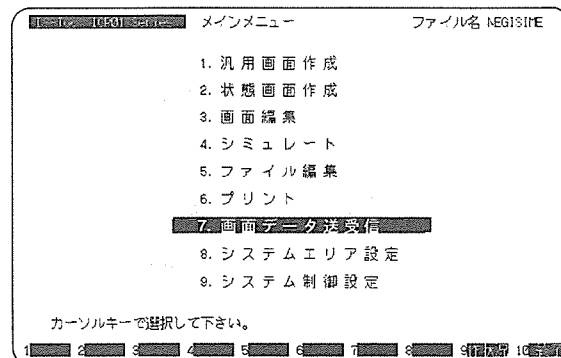 メインメニュー ファイル名 NEGISIME
1. 汎用画面作成
2. 状態画面作成
3. 画面編集
4. シミュレート
5. ファイル編集
6. プリント
7. 画面データ送受信
8. システムエリア設定
9. システム制御設定
カーソルキーで選択して下さい。
1 2 3 4 5 6 7 8 9 10